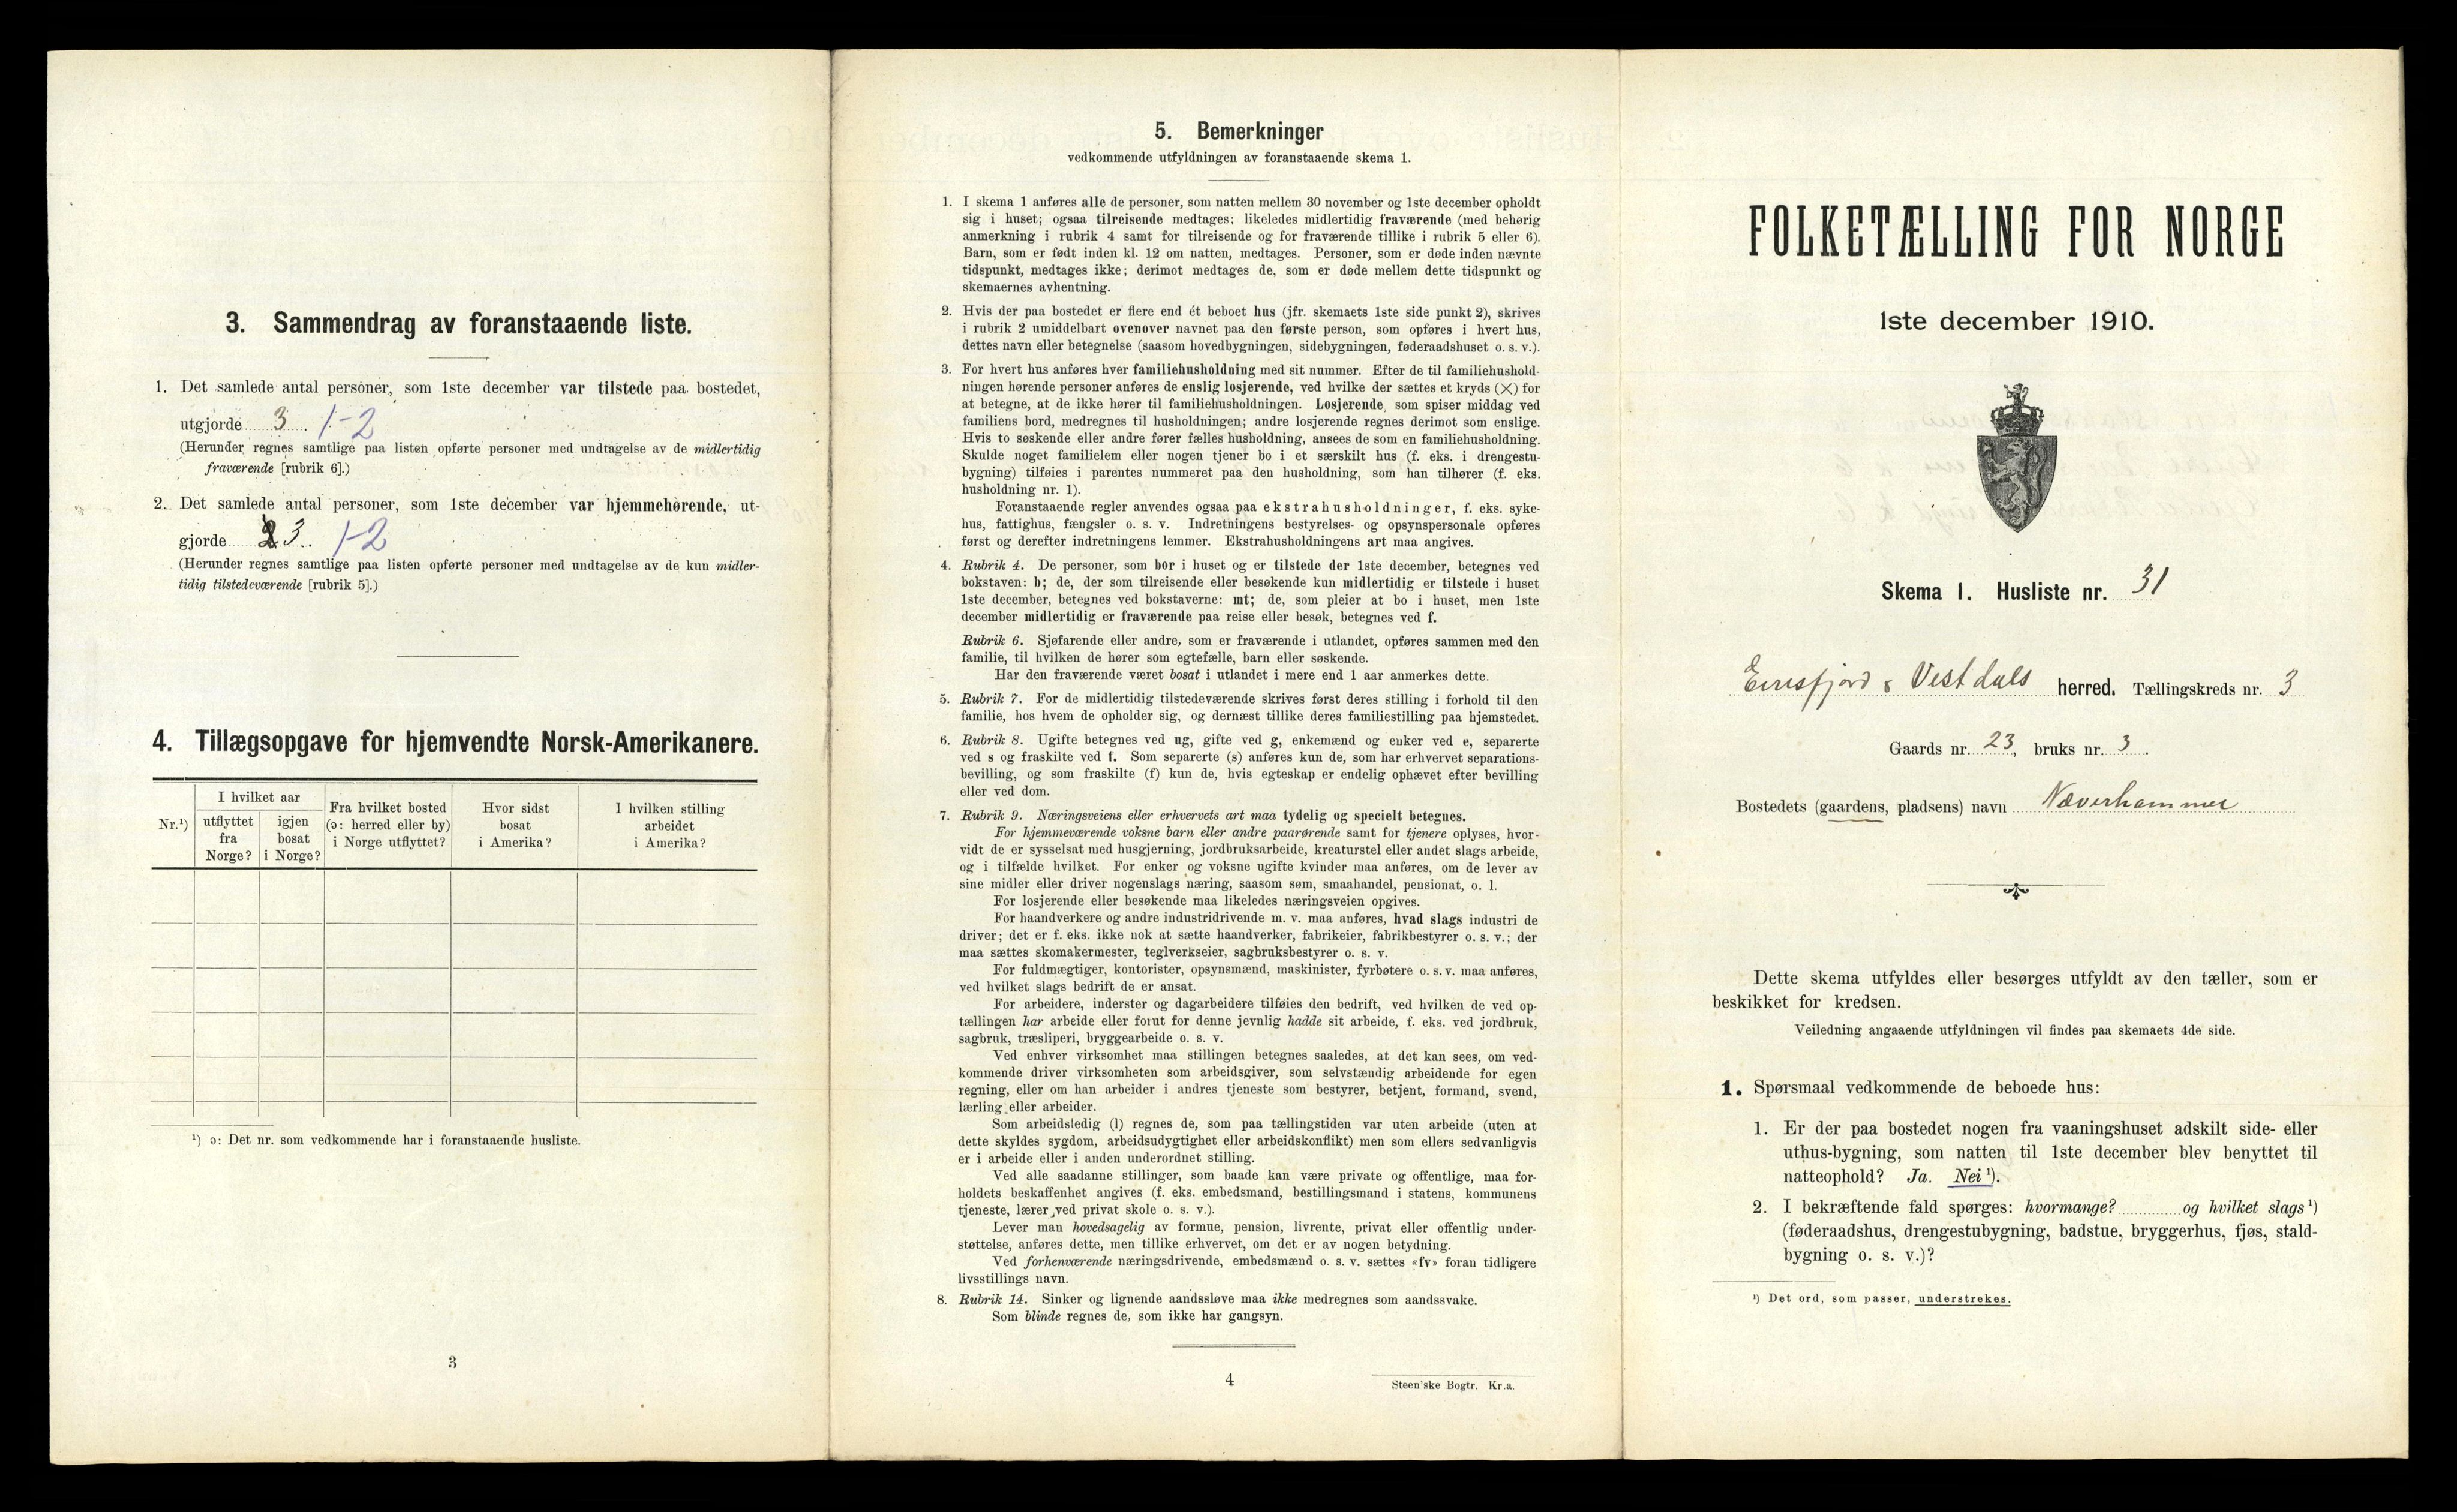 3. Sammendrag av foranstaaende liste.
1. Det samlede antal personer, som 1ste december var tilstede paa bostedet,
utgjorde 3 1-2
(Herunder regnes samtlige paa listen opførte personer med undtagelse av de midlertidig
fraværende [rubrik 6].)
2. Det samlede antal personer, som 1ste december var hjemmehørende, ut-
gjorde 3 1-2
(Herunder regnes samtlige paa listen opførte personer med undtagelse av de kun midler-
tidig tilstedeværende [rubrik 5].)
4. Tillægsopgave for hjemvendte Norsk-Amerikanere.
Nr.¹)
I hvilket aar
utflyttet
fra
Norge?
igjen
bosat
i Norge?
Fra hvilket bosted
(ɔ: herred eller by)
i Norge utflyttet?
Hvor sidst
bosat
i Amerika?
I hvilken stilling
arbeidet
i Amerika?
¹) ɔ: Det nr. som vedkommende har i foranstaaende husliste.
3
5. Bemerkninger
vedkommende utfyldningen av foranstaaende skema 1.
1. I skema 1 anføres alle de personer, som natten mellem 30 november og 1ste december opholdt
sig i huset; ogsaa tilreisende medtages; likeledes midlertidig fraværende (med behørig
anmerkning i rubrik 4 samt for tilreisende og for fraværende tillike i rubrik 5 eller 6).
Barn, som er født inden kl. 12 om natten, medtages. Personer, som er døde inden nævnte
tidspunkt, medtages ikke; derimot medtages de, som er døde mellem dette tidspunkt og
skemaernes avhentning.
2. Hvis der paa bostedet er flere end ét beboet hus (jfr. skemaets 1ste side punkt 2), skrives
i rubrik 2 umiddelbart ovenover navnet paa den første person, som opføres i hvert hus,
dettes navn eller betegnelse (saasom hovedbygningen, sidebygningen, føderaadshuset o. s. v.).
3. For hvert hus anføres hver familiehusholdning med sit nummer. Efter de til familiehushold-
ningen hørende personer anføres de enslig losjerende, ved hvilke der sættes et kryds (✕) for
at betegne, at de ikke hører til familiehusholdningen. Losjerende som spiser middag ved
familiens bord, medregnes til husholdningen; andre losjerende regnes derimot som enslige.
Hvis to søskende eller andre fører fælles husholdning, ansees de som en familiehusholdning.
Skulde noget familielem eller nogen tjener bo i et særskilt hus (f. eks. i drengestu-
bygning) tilføies i parentes nummeret paa den husholdning, som han tilhører (f. eks.
husholdning nr. 1).
Foranstaaende regler anvendes ogsaa paa ekstrahusholdninger, f. eks. syke-
hus, fattighus, fængsler o. s. v. Indretningens bestyrelses- og opsynspersonale opføres
først og derefter indretningens lemmer. Ekstrahusholdningens art maa angives.
4. Rubrik 4. De personer, som bor i huset og er tilstede der 1ste december, betegnes ved
bokstaven: b; de, der som tilreisende eller besøkende kun midlertidig er tilstede i huset
1ste december, betegnes ved bokstaverne: mt; de, som pleier at bo i huset, men 1ste
december midlertidig er fraværende paa reise eller besøk, betegnes ved f.
Rubrik 6. Sjøfarende eller andre, som er fraværende i utlandet, opføres sammen med den
familie, til hvilken de hører som egtefælle, barn eller søskende.
Har den fraværende været bosat i utlandet i mere end 1 aar anmerkes dette.
5. Rubrik 7. For de midlertidig tilstedeværende skrives først deres stilling i forhold til den
familie, hos hvem de opholder sig, og dernæst tillike deres familiestilling paa hjemstedet.
6. Rubrik 8. Ugifte betegnes ved ug, gifte ved g, enkemænd og enker ved e, separerte
ved s og fraskilte ved f. Som separerte (s) anføres kun de, som har erhvervet separations-
bevilling, og som fraskilte (f) kun de, hvis egteskap er endelig ophævet efter bevilling
eller ved dom.
7. Rubrik 9. Næringsveiens eller erhvervets art maa tydelig og specielt betegnes.
For hjemmeværende voksne barn eller andre paarørende samt for tjenere oplyses, hvor-
vidt de er sysselsat med husgjerning, jordbruksarbeide, kreaturstel eller andet slags arbeide,
og i tilfælde hvilket. For enker og voksne ugifte kvinder maa anføres, om de lever av
sine midler eller driver nogenslags næring, saasom søm, smaahandel, pensionat, o. l.
For losjerende eller besøkende maa likeledes næringsveien opgives.
For haandverkere og andre industridrivende m. v. maa anføres, hvad slags industri de
driver; det er f. eks. ikke nok at sætte haandverker, fabrikeier, fabrikbestyrer o. s. v.; der
maa sættes skomakermester, teglverkseier, sagbruksbestyrer o. s. v.
For fuldmægtiger, kontorister, opsynsmænd, maskinister, fyrbøtere o. s. v. maa anføres,
ved hvilket slags bedrift de er ansat.
For arbeidere, inderster og dagarbeidere tilføies den bedrift, ved hvilken de ved op-
tællingen har arbeide eller forut for denne jevnlig hadde sit arbeide, f. eks. ved jordbruk,
sagbruk, træsliperi, bryggearbeide o. s. v.
Ved enhver virksomhet maa stillingen betegnes saaledes, at det kan sees, om ved-
kommende driver virksomheten som arbeidsgiver, som selvstændig arbeidende for egen
regning, eller om han arbeider i andres tjeneste som bestyrer, betjent, formand, svend,
lærling eller arbeider.
Som arbeidsledig (l) regnes de, som paa tællingstiden var uten arbeide (uten at
dette skyldes sygdom, arbeidsudygtighet eller arbeidskonflikt) men som ellers sedvanligvis
er i arbeide eller i anden underordnet stilling.
Ved alle saadanne stillinger, som baade kan være private og offentlige, maa for-
holdets beskaffenhet angives (f. eks. embedsmand, bestillingsmand i statens, kommunens
tjeneste, lærer ved privat skole o. s. v.).
Lever man hovedsagelig av formue, pension, livrente, privat eller offentlig under-
støttelse, anføres dette, men tillike erhvervet, om det er av nogen betydning.
Ved forhenværende næringsdrivende, embedsmænd o. s. v. sættes «fv» foran tidligere
livsstillings navn.
8. Rubrik 14. Sinker og lignende aandssløve maa ikke medregnes som aandssvake.
Som blinde regnes de, som ikke har gangsyn.
4
Steen'ske Bogtr. Kr.a.
FOLKETÆLLING FOR NORGE
1ste december 1910.
Skema 1. Husliste nr. 31
Eirisfjord & Vestdals herred. Tællingskreds nr. 3
Gaards nr. 23, bruks nr. 3.
Bostedets (gaardens, pladsens) navn Næverhammer
Dette skema utfyldes eller besørges utfyldt av den tæller, som er
beskikket for kredsen.
Veiledning angaaende utfyldningen vil findes paa skemaets 4de side.
1. Spørsmaal vedkommende de beboede hus:
1. Er der paa bostedet nogen fra vaaningshuset adskilt side- eller
uthus-bygning, som natten til 1ste december blev benyttet til
natteophold? Ja. Nei ¹).
2. I bekræftende fald spørges: hvormange? og hvilket slags ¹)
(føderaadshus, drengestubygning, badstue, bryggerhus, fjøs, stald-
bygning o. s. v.)?
¹) Det ord, som passer, understrekes.